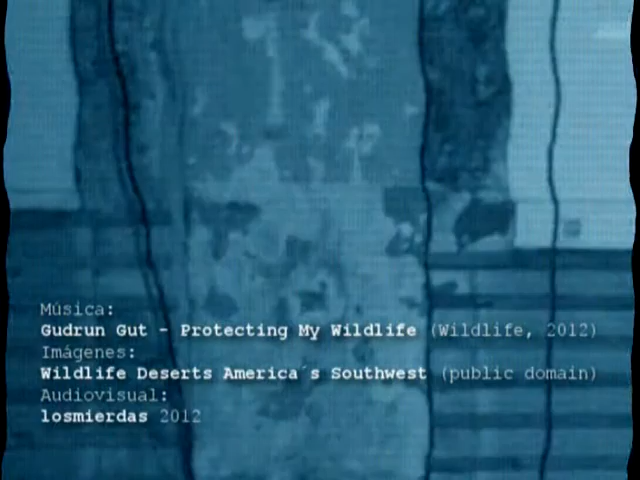 Música:
Gudrun Gut - Protecting My Wildlife (Wildlife, 2012)
Imágenes:
Wildlife Deserts America´s Southwest (public domain)
Audiovisual:
losmierdas 2012